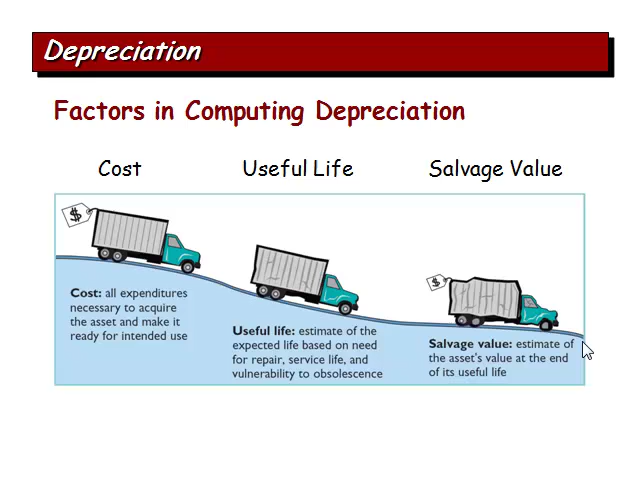 Depreciation
Factors in Computing Depreciation
Cost
Useful Life
Salvage Value
$
$
Cost: all expenditures
necessary to acquire
the asset and make it
ready for intended use
Useful life: estimate of the
expected life based on need
for repair, service life, and
vulnerability to obsolescence
Salvage value: estimate of
the asset's value at the end
of its useful life